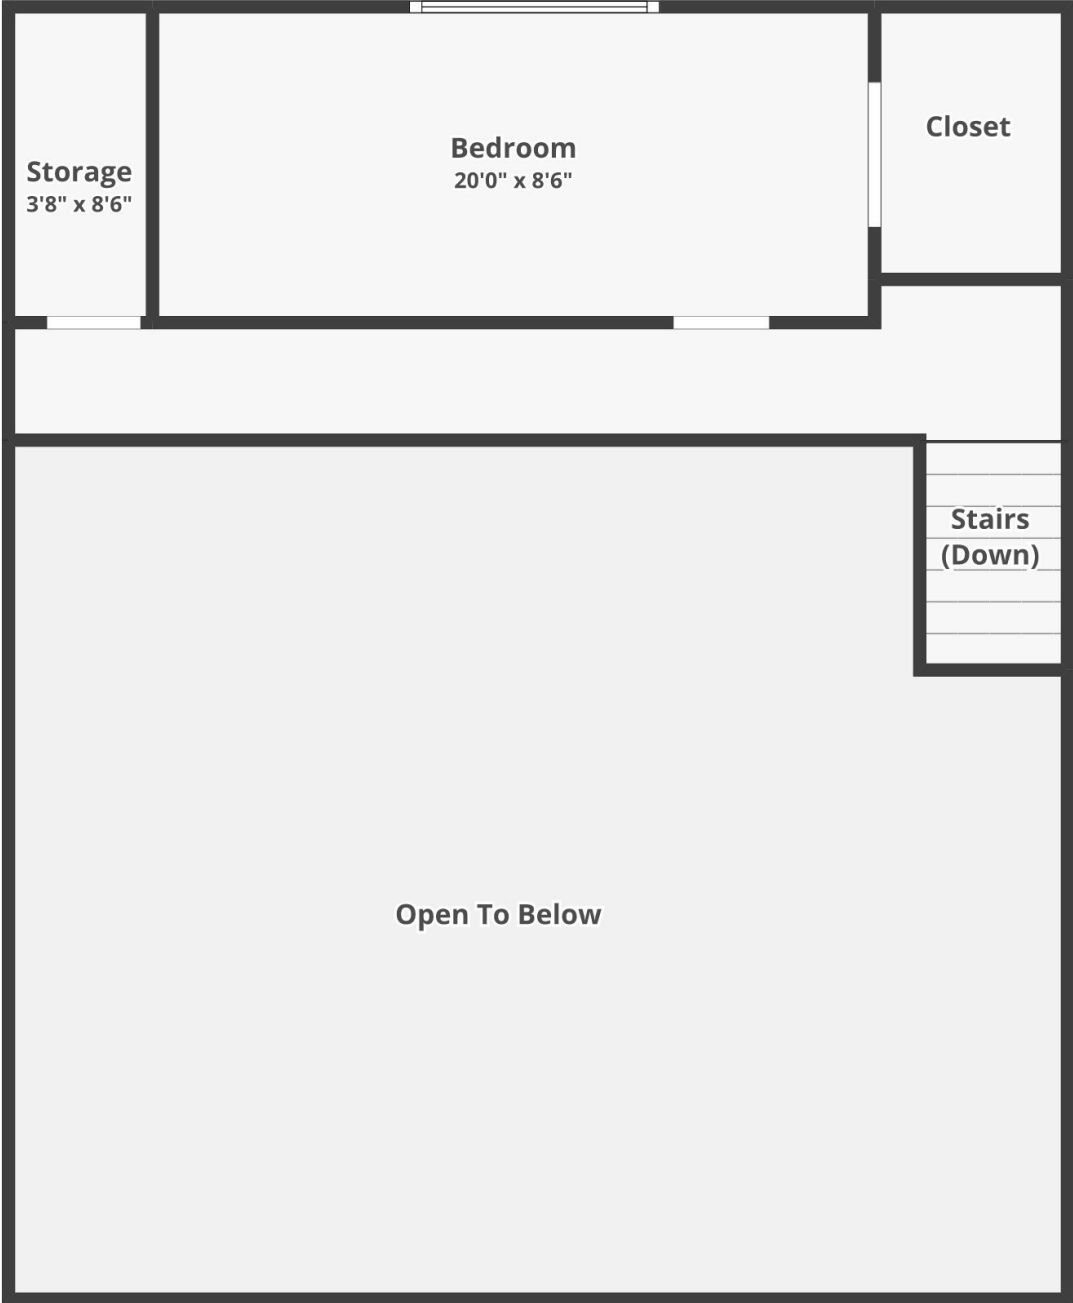 Storage
3'8" x 8'6"
Bedroom
20'0" x 8'6"
Closet
Stairs
(Down)
Open To Below